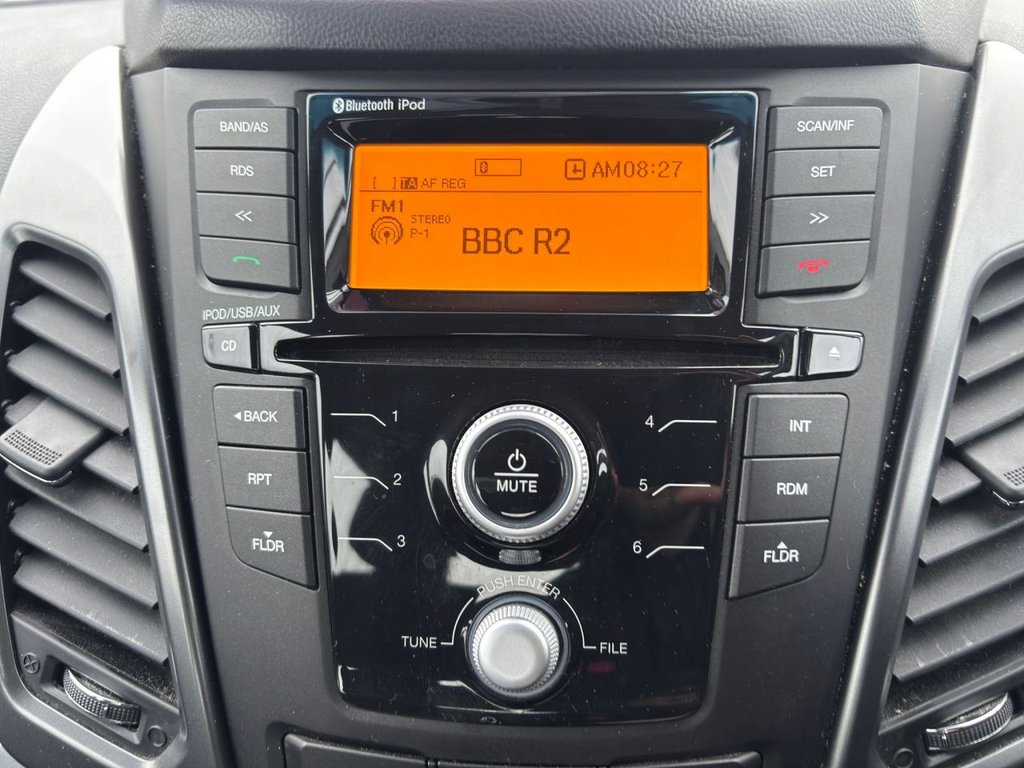 Bluetooth iPod
BAND/AS
RDS
<<
SCAN/INF
SET
>>
AM 08:27
[ ] TA AF REG
FM1
STEREO
P-1
BBC R2
IPOD/USB/AUX
CD
BACK
RPT
FLDR
1
2
3
MUTE
4
5
6
INT
RDM
FLDR
PUSH ENTER
TUNE
FILE